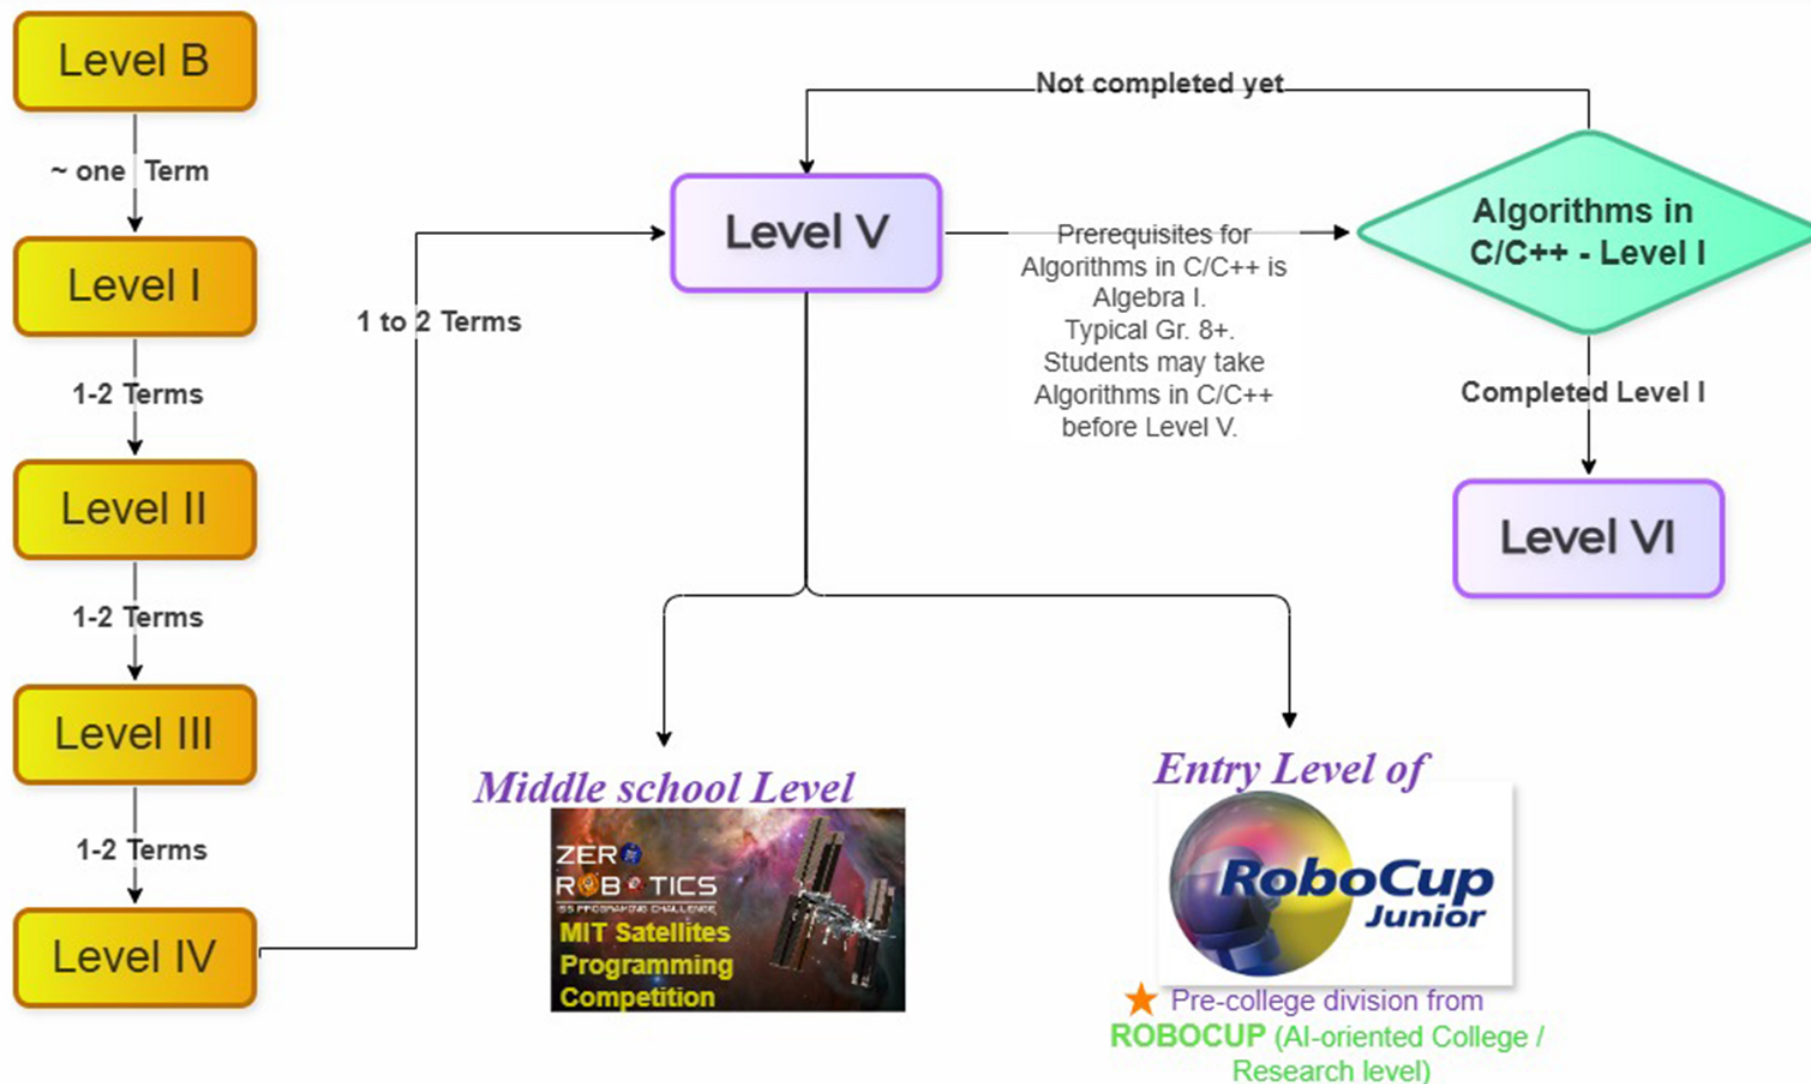 Level B
~ one Term
Level I
1-2 Terms
Level II
1-2 Terms
Level III
1-2 Terms
Level IV
1 to 2 Terms
Not completed yet
Level V
Prerequisites for
Algorithms in C/C++ is
Algebra I.
Typical Gr. 8+.
Students may take
Algorithms in C/C++
before Level V.
Algorithms in
C/C++ - Level I
Completed Level I
Level VI
Middle school Level
ZERO
ROBOTICS
ISS PROGRAMING CHALLENGE
MIT Satellites
Programming
Competition
Entry Level of
RoboCup
Junior
Pre-college division from
ROBOCUP (AI-oriented College /
Research level)